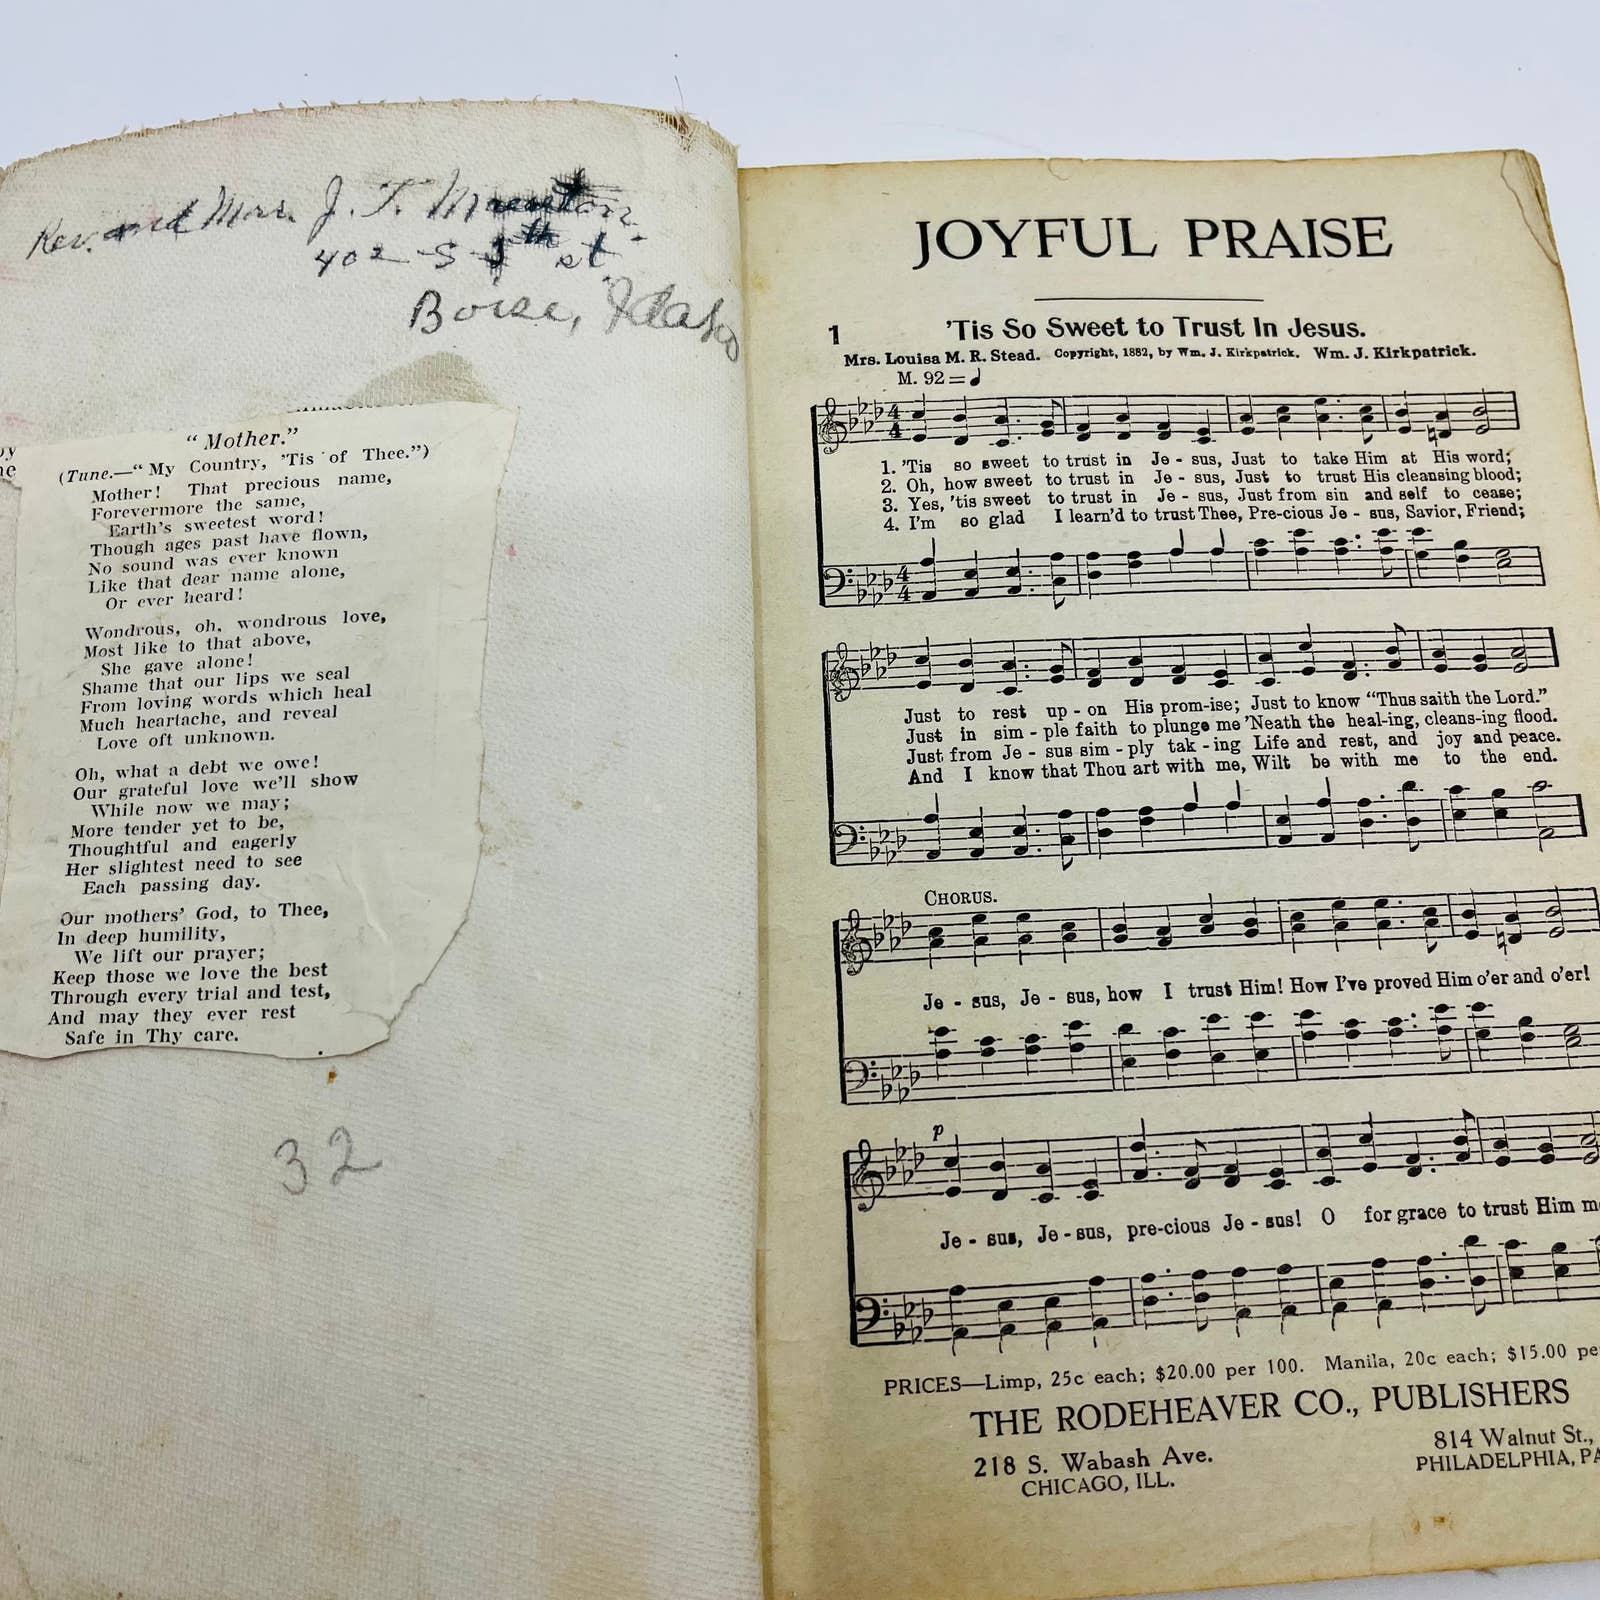 Rev. and Mrs. J. T.
402 S 5th st
Boise, Idaho
"Mother."
(Tune.—"My Country, 'Tis of Thee.")
Mother! That precious name,
Forevermore the same,
Earth's sweetest word!
Though ages past have flown,
No sound was ever known
Like that dear name alone,
Or ever heard!
Wondrous, oh, wondrous love,
Most like to that above,
She gave alone!
Shame that our lips we seal
From loving words which heal
Much heartache, and reveal
Love oft unknown.
Oh, what a debt we owe!
Our grateful love we'll show
While now we may;
More tender yet to be,
Thoughtful and eagerly
Her slightest need to see
Each passing day.
Our mothers' God, to Thee,
In deep humility,
We lift our prayer;
Keep those we love the best
Through every trial and test,
And may they ever rest
Safe in Thy care.
32
JOYFUL PRAISE
1 'Tis So Sweet to Trust In Jesus.
Mrs. Louisa M. R. Stead. Copyright, 1882, by Wm. J. Kirkpatrick. Wm. J. Kirkpatrick.
M. 92 = ♩
1. 'Tis so sweet to trust in Je - sus, Just to take Him at His word;
2. Oh, how sweet to trust in Je - sus, Just to trust His cleansing blood;
3. Yes, 'tis sweet to trust in Je - sus, Just from sin and self to cease;
4. I'm so glad I learn'd to trust Thee, Pre-cious Je - sus, Savior, Friend;
Just to rest up - on His prom-ise; Just to know "Thus saith the Lord."
Just in sim - ple faith to plunge me 'Neath the heal-ing, cleans-ing flood.
Just from Je - sus sim - ply tak - ing Life and rest, and joy and peace.
And I know that Thou art with me, Wilt be with me to the end.
CHORUS.
Je - sus, Je - sus, how I trust Him! How I've proved Him o'er and o'er!
p
Je - sus, Je - sus, pre-cious Je - sus! O for grace to trust Him
PRICES—Limp, 25c each; $20.00 per 100. Manila, 20c each; $15.00
THE RODEHEAVER CO., PUBLISHERS
218 S. Wabash Ave. 814 Walnut St.,
CHICAGO, ILL. PHILADELPHIA, PA